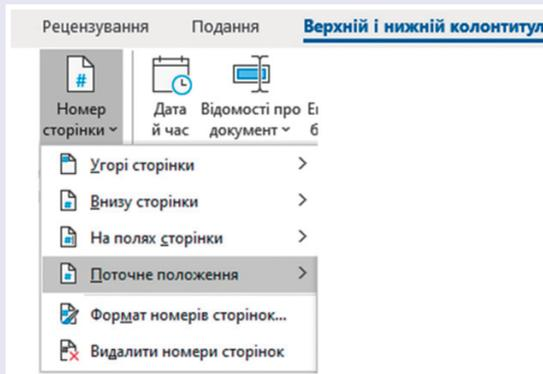 Рецензування Подання Верхній і нижній колонтитул
Номер сторінки
Дата й час
Відомості про документ
Угорі сторінки
Внизу сторінки
На полях сторінки
Поточне положення
Формат номерів сторінок...
Видалити номери сторінок